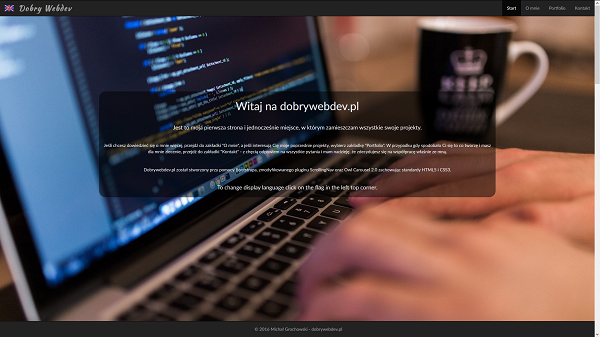 Dobry Webdev
Start O mnie Portfolio Kontakt
Witaj na dobrywebdev.pl
Jest to moja pierwsza strona i jednocześnie miejsce, w którym zamieszczam wszystkie swoje projekty.
Jeśli chcesz dowiedzieć się o mnie więcej, przejdź do zakładki "O mnie", a jeśli interesują Cię moje poprzednie projekty, wybierz zakładkę "Portfolio". W przypadku gdy spodobało Ci się to co tworzę i masz
dla mnie zlecenie, przejdź do zakładki "Kontakt" - z chęcią odpowiem na wszystkie pytania i mam nadzieję, że zdecydujesz się na współpracę właśnie ze mną.
Dobrywebdev.pl został stworzony przy pomocy Bootstrapa, zmodyfikowanego pluginu ScrollingNav oraz Owl Carousel 2.0 zachowując standardy HTML5 i CSS3.
To change display language click on the flag in the left top corner.
KEEP
© 2016 Michał Grochowski - dobrywebdev.pl